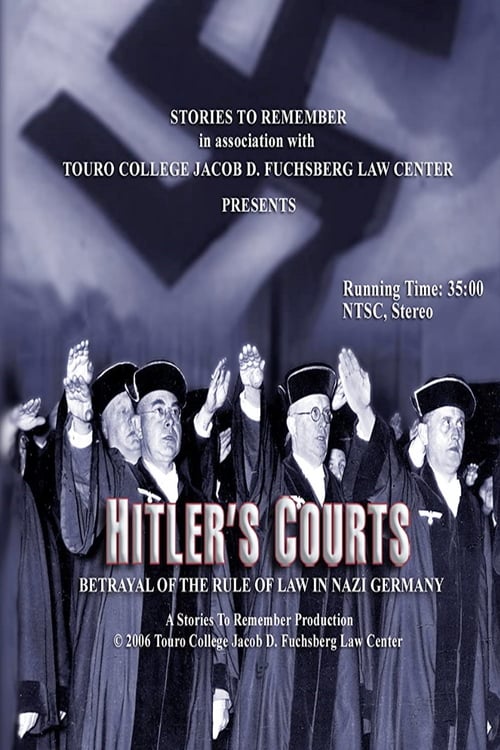 STORIES TO REMEMBER
in association with
TOURO COLLEGE JACOB D. FUCHSBERG LAW CENTER
PRESENTS
Running Time: 35:00
NTSC, Stereo
HITLER'S COURTS
BETRAYAL OF THE RULE OF LAW IN NAZI GERMANY
A Stories To Remember Production
© 2006 Touro College Jacob D. Fuchsberg Law Center